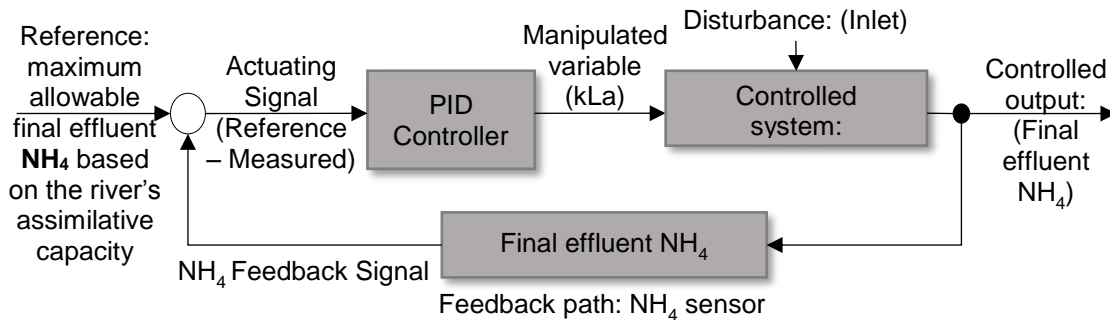 Reference:
maximum
allowable
final effluent
NH₄ based
on the river's
assimilative
capacity
Actuating
Signal
(Reference
– Measured)
PID
Controller
Manipulated
variable
(kLa)
Disturbance: (Inlet)
Controlled
system:
Controlled
output:
(Final
effluent
NH₄)
Final effluent NH₄
NH₄ Feedback Signal
Feedback path: NH₄ sensor